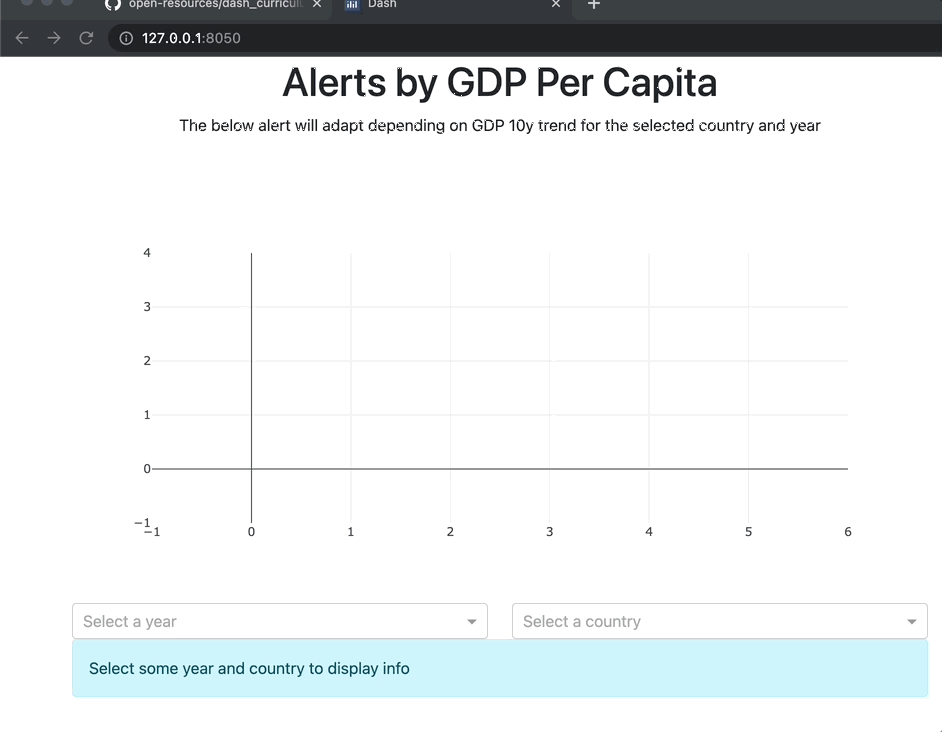 open-resources/dash_curricul
Dash
127.0.0.1:8050
Alerts by GDP Per Capita
The below alert will adapt depending on GDP 10y trend for the selected country and year
4
3
2
1
0
−1
−1 0 1 2 3 4 5 6
Select a year
Select a country
Select some year and country to display info